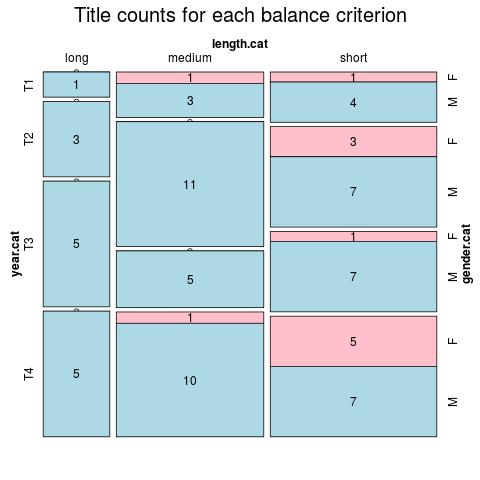 Title counts for each balance criterion
length.cat
long medium short
year.cat
gender.cat
T1
T2
T3
T4
F
M
F
M
F
M
F
M
1
3
5
5
1
3
11
5
1
10
1
4
3
7
1
7
5
7